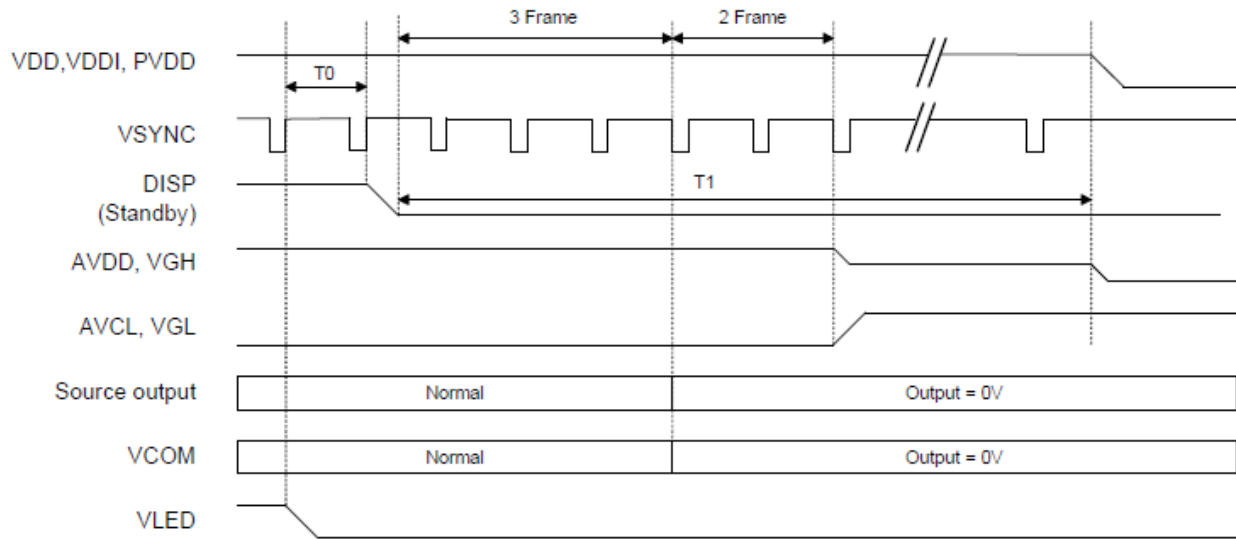 3 Frame 2 Frame
VDD,VDDI, PVDD
T0
VSYNC
DISP
(Standby)
T1
AVDD, VGH
AVCL, VGL
Source output Normal Output = 0V
VCOM Normal Output = 0V
VLED